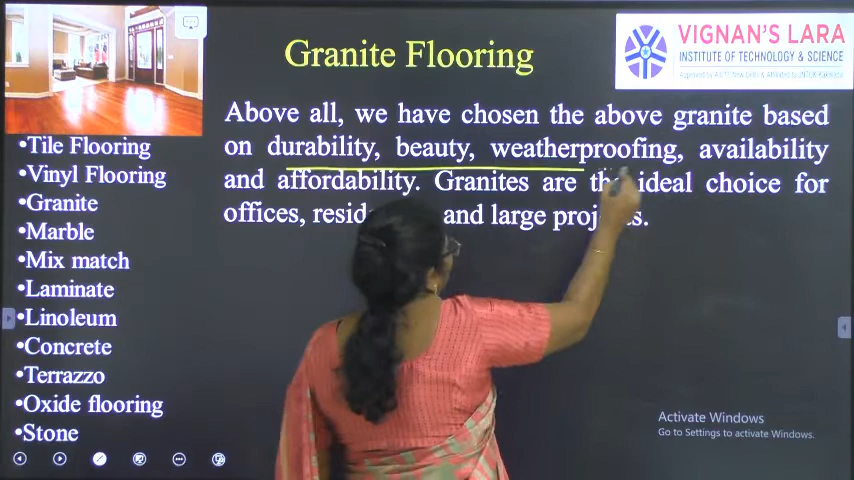 Granite Flooring
VIGNAN'S LARA
INSTITUTE OF TECHNOLOGY & SCIENCE
Above all, we have chosen the above granite based
on durability, beauty, weatherproofing, availability
and affordability. Granites are the ideal choice for
offices, and large projects.
•Tile Flooring
•Vinyl Flooring
•Granite
•Marble
•Mix match
•Laminate
•Linoleum
•Concrete
•Terrazzo
•Oxide flooring
•Stone
Activate Windows
Go to Settings to activate Windows.